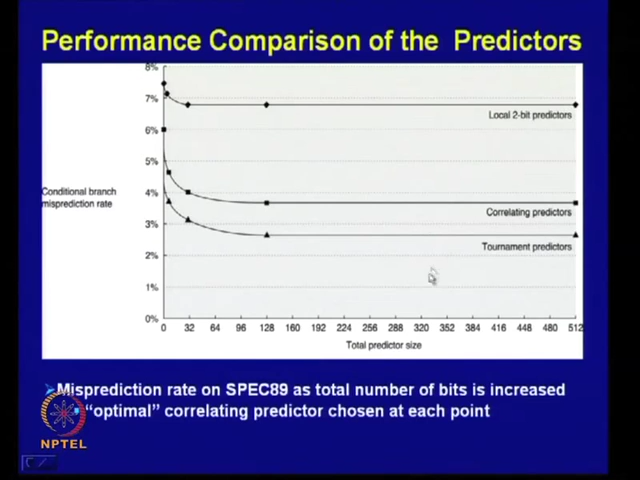 Performance Comparison of the Predictors
8%
7%
6%
5%
4%
3%
2%
1%
0%
Conditional branch
misprediction rate
Local 2-bit predictors
Correlating predictors
Tournament predictors
0 32 64 96 128 160 192 224 256 288 320 352 384 416 448 480 512
Total predictor size
Misprediction rate on SPEC89 as total number of bits is increased
"optimal" correlating predictor chosen at each point
NPTEL